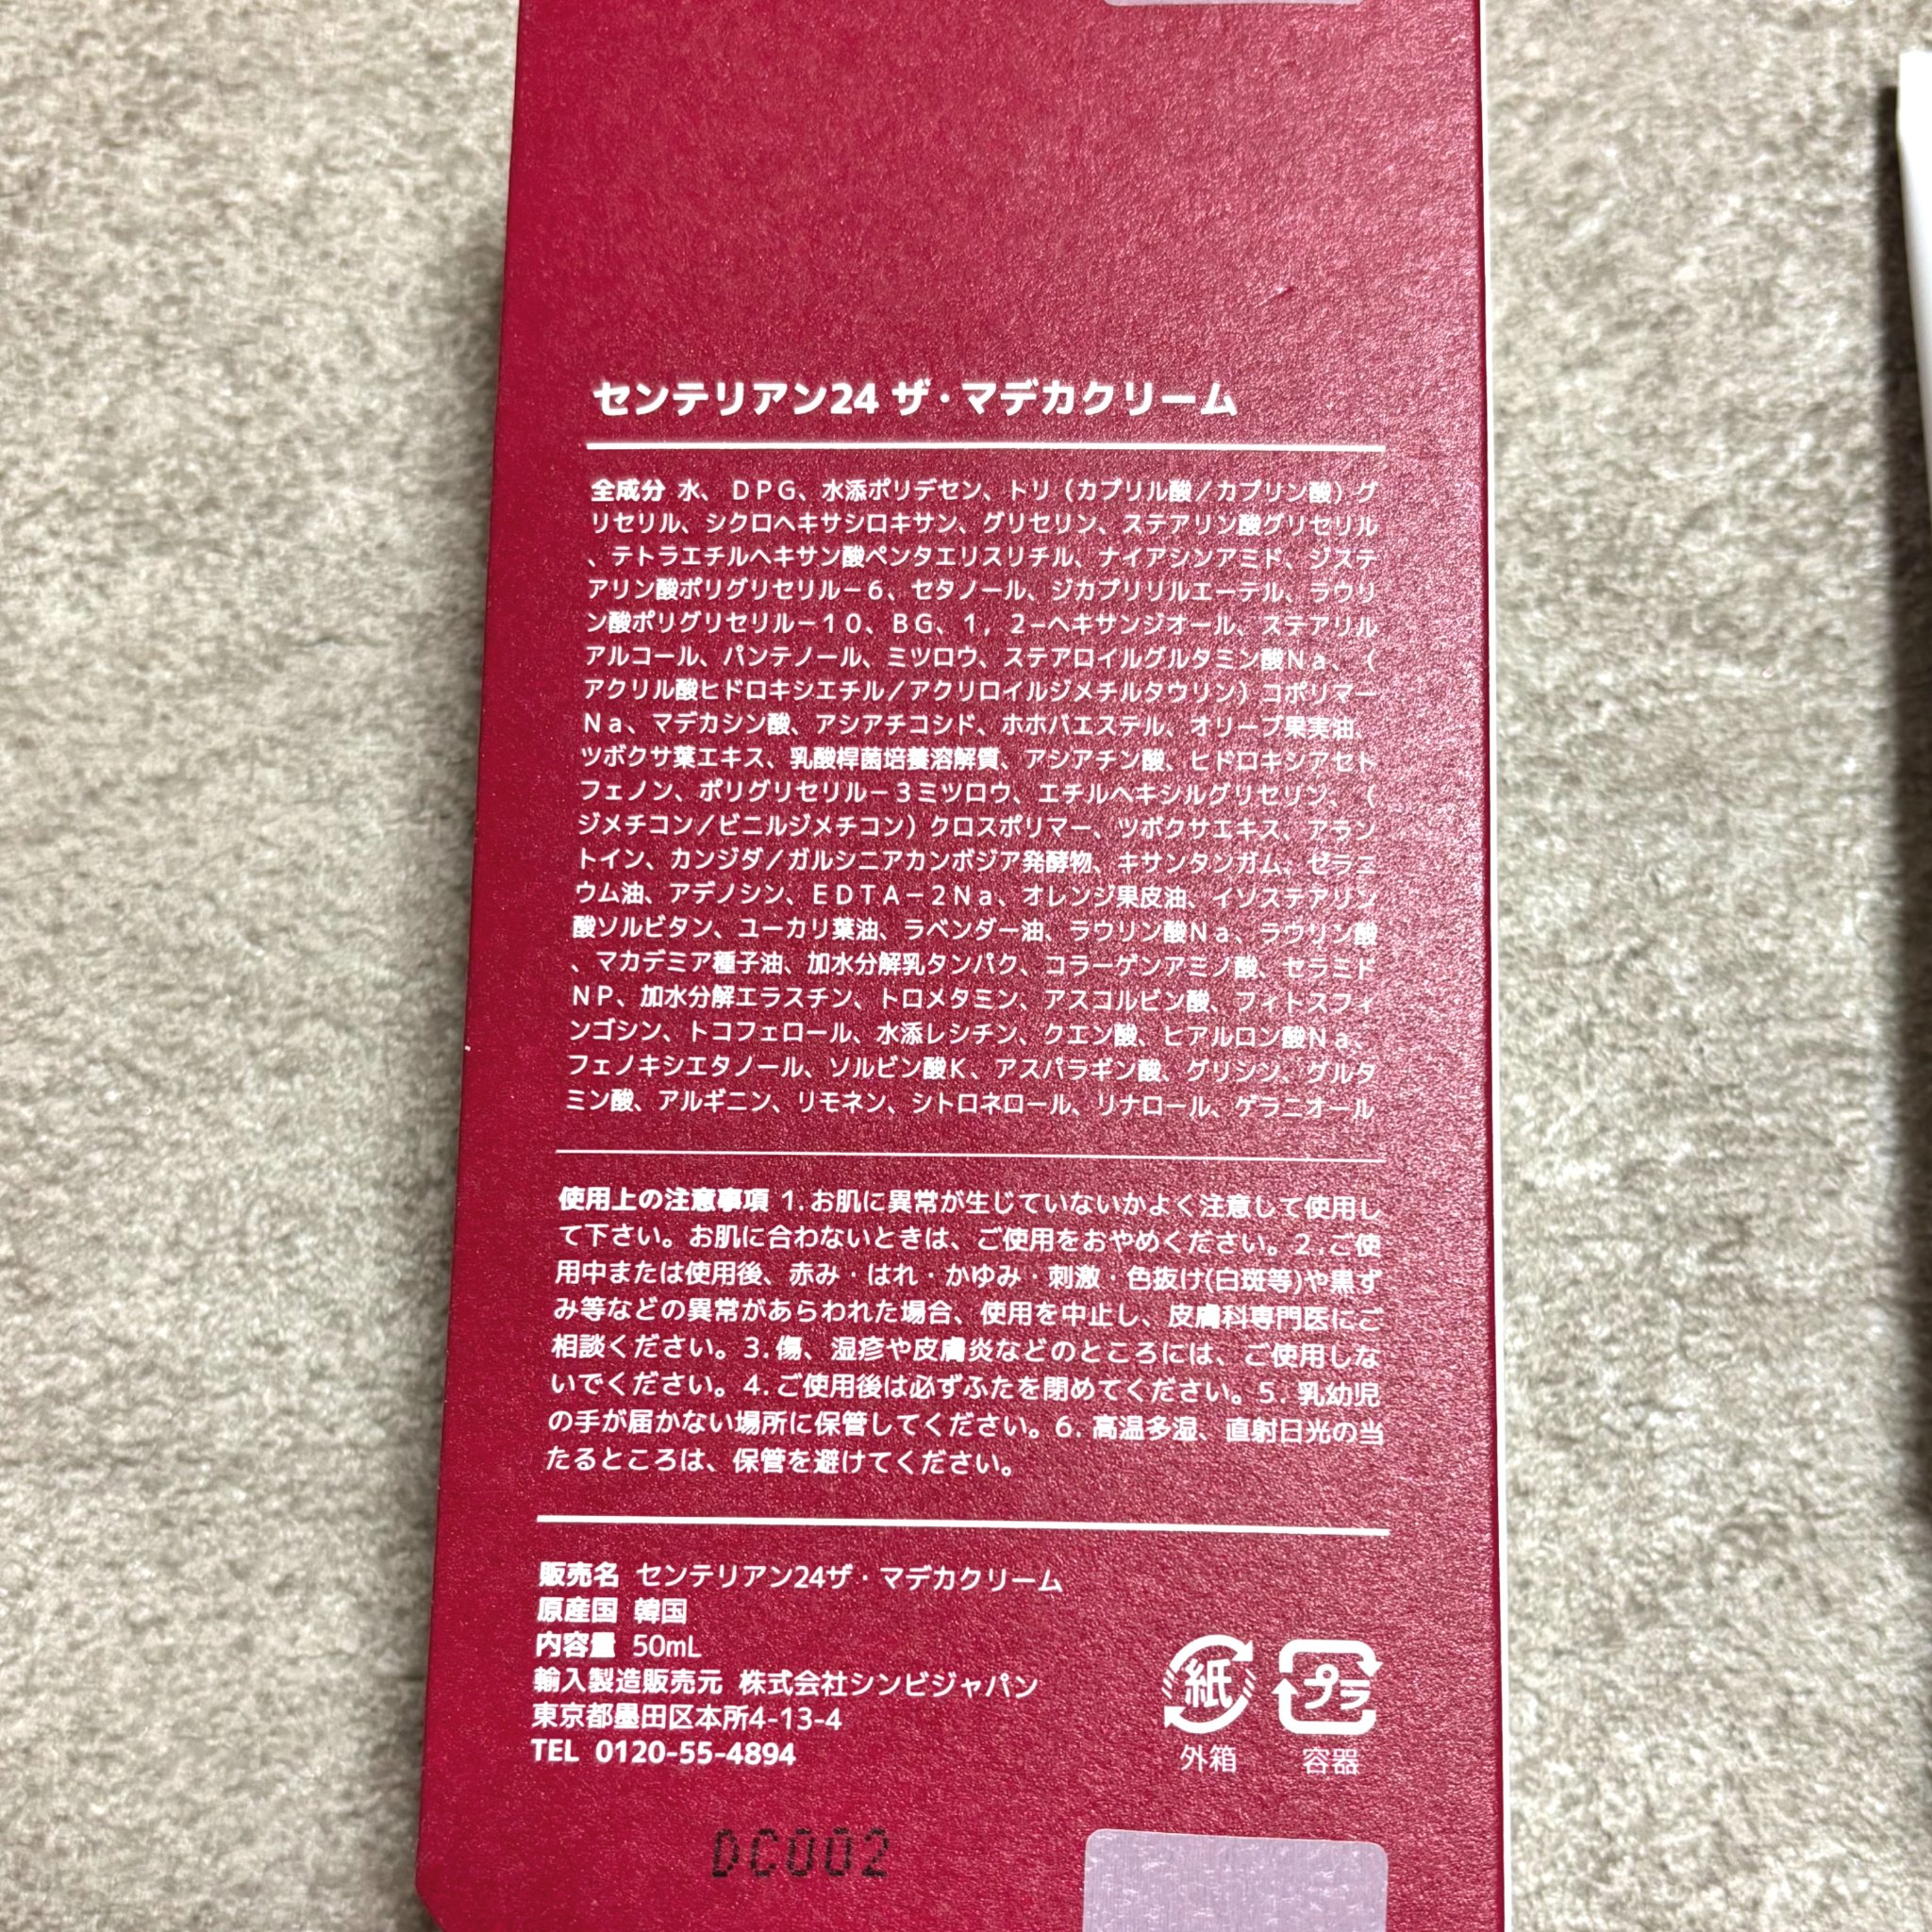 センテリアン24 ザ・マデカクリーム
全成分 水、ＤＰＧ、水添ポリデセン、トリ（カプリル酸／カプリン酸）グ
リセリル、シクロヘキサシロキサン、グリセリン、ステアリン酸グリセリル
、テトラエチルヘキサン酸ペンタエリスリチル、ナイアシンアミド、ジステ
アリン酸ポリグリセリル－６、セタノール、ジカプリリルエーテル、ラウリ
ン酸ポリグリセリル－１０、ＢＧ、１，２－ヘキサンジオール、ステアリル
アルコール、パンテノール、ミツロウ、ステアロイルグルタミン酸Ｎａ、（
アクリル酸ヒドロキシエチル／アクリロイルジメチルタウリン）コポリマー
Ｎａ、マデカシン酸、アシアチコシド、ホホバエステル、オリーブ果実油、
ツボクサ葉エキス、乳酸桿菌培養溶解質、アシアチン酸、ヒドロキシアセト
フェノン、ポリグリセリル－３ミツロウ、エチルヘキシルグリセリン、（
ジメチコン／ビニルジメチコン）クロスポリマー、ツボクサエキス、アラン
トイン、カンジダ／ガルシニアカンボジア発酵物、キサンタンガム、ゼラニ
ウム油、アデノシン、ＥＤＴＡ－２Ｎａ、オレンジ果皮油、イソステアリン
酸ソルビタン、ユーカリ葉油、ラベンダー油、ラウリン酸Ｎａ、ラウリン酸
、マカデミア種子油、加水分解乳タンパク、コラーゲンアミノ酸、セラミド
ＮＰ、加水分解エラスチン、トロメタミン、アスコルビン酸、フィトスフィ
ンゴシン、トコフェロール、水添レシチン、クエン酸、ヒアルロン酸Ｎａ、
フェノキシエタノール、ソルビン酸Ｋ、アスパラギン酸、グリシン、グルタ
ミン酸、アルギニン、リモネン、シトロネロール、リナロール、ゲラニオール
使用上の注意事項 1.お肌に異常が生じていないかよく注意して使用し
て下さい。お肌に合わないときは、ご使用をおやめください。2.ご使
用中または使用後、赤み・はれ・かゆみ・刺激・色抜け(白斑等)や黒ず
み等などの異常があらわれた場合、使用を中止し、皮膚科専門医にご
相談ください。3.傷、湿疹や皮膚炎などのところには、ご使用しな
いでください。4.ご使用後は必ずふたを閉めてください。5.乳幼児
の手が届かない場所に保管してください。6.高温多湿、直射日光の当
たるところは、保管を避けてください。
販売名 センテリアン24ザ・マデカクリーム
原産国 韓国
内容量 50mL
輸入製造販売元 株式会社シンビジャパン
東京都墨田区本所4-13-4
TEL 0120-55-4894
紙 プラ
外箱 容器
DC002